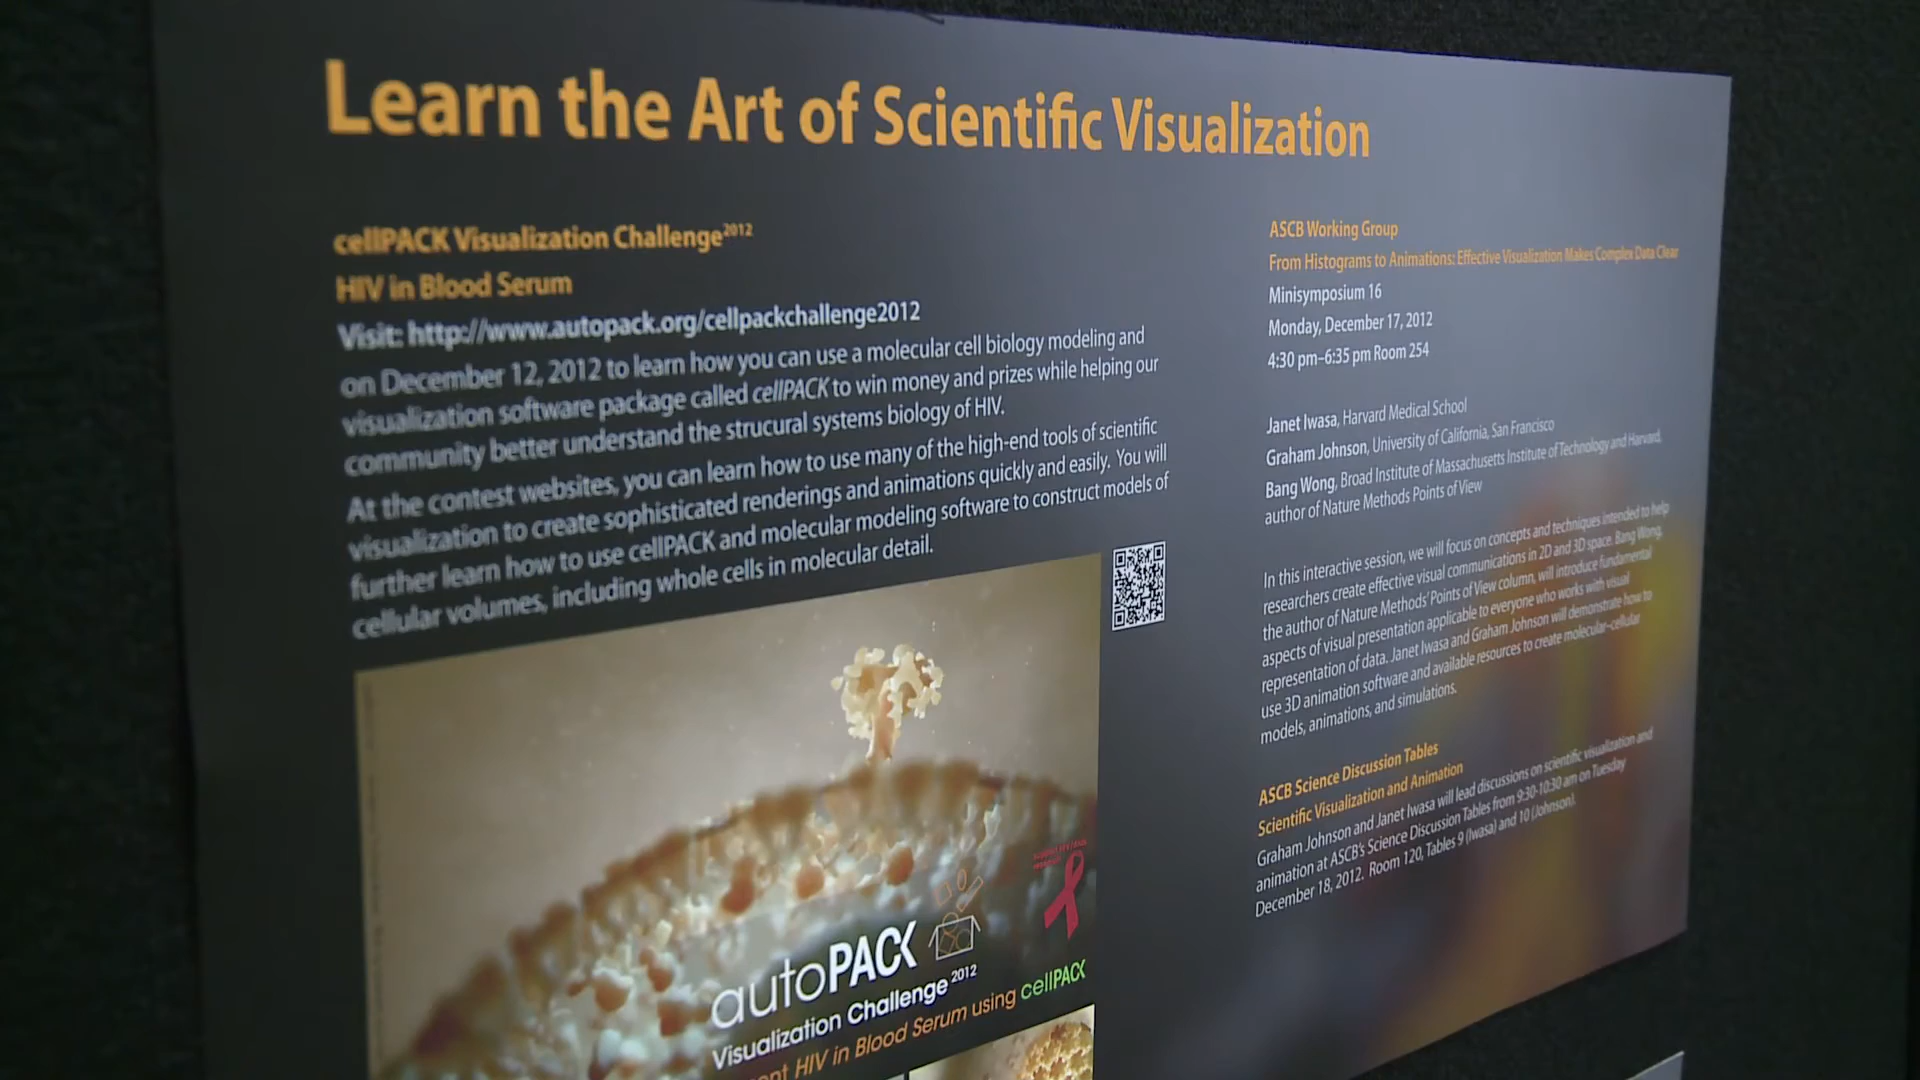 Learn the Art of Scientific Visualization
cellPACK Visualization Challenge2012
HIV in Blood Serum
Visit: http://www.autopack.org/cellpackchallenge2012
on December 12, 2012 to learn how you can use a molecular cell biology modeling and
visualization software package called cellPACK to win money and prizes while helping our
community better understand the strucural systems biology of HIV.
At the contest websites, you can learn how to use many of the high-end tools of scientific
visualization to create sophisticated renderings and animations quickly and easily. You will
further learn how to use cellPACK and molecular modeling software to construct models of
cellular volumes, including whole cells in molecular detail.
autoPACK
Visualization Challenge 2012
HIV in Blood Serum using cellPACK
ASCB Working Group
From Histograms to Animations: Effective Visualization Makes Complex Data Clear
Minisymposium 16
Monday, December 17, 2012
4:30 pm–6:35 pm Room 254
Janet Iwasa, Harvard Medical School
Graham Johnson, University of California, San Francisco
Bang Wong, Broad Institute of Massachusetts Institute of Technology and Harvard,
author of Nature Methods Points of View
In this interactive session, we will focus on concepts and techniques intended to help
researchers create effective visual communications in 2D and 3D space. Bang Wong,
the author of Nature Methods' Points of View column, will introduce fundamental
aspects of visual presentation applicable to everyone who works with visual
representation of data. Janet Iwasa and Graham Johnson will demonstrate how to
use 3D animation software and available resources to create molecular–cellular
models, animations, and simulations.
ASCB Science Discussion Tables
Scientific Visualization and Animation
Graham Johnson and Janet Iwasa will lead discussions on scientific visualization and
animation at ASCB's Science Discussion Tables from 9:30-10:30 am on Tuesday
December 18, 2012. Room 120, Tables 9 (Iwasa) and 10 (Johnson).